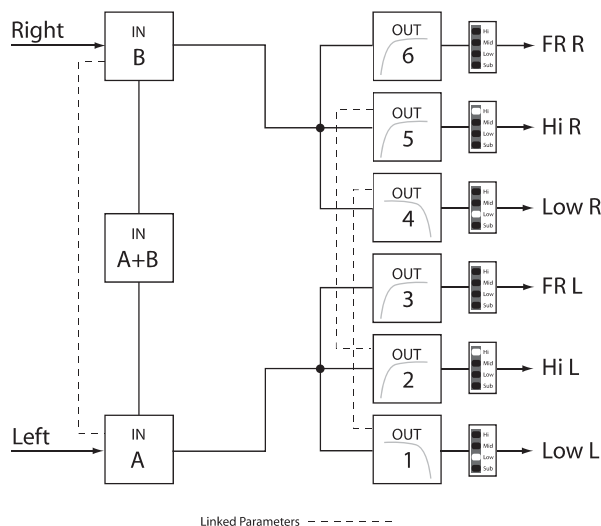 Right
IN
B
OUT
6
Hi
Mid
Low
Sub
FR R
OUT
5
Hi
Mid
Low
Sub
Hi R
OUT
4
Hi
Mid
Low
Sub
Low R
IN
A+B
OUT
3
Hi
Mid
Low
Sub
FR L
OUT
2
Hi
Mid
Low
Sub
Hi L
Left
IN
A
OUT
1
Hi
Mid
Low
Sub
Low L
Linked Parameters